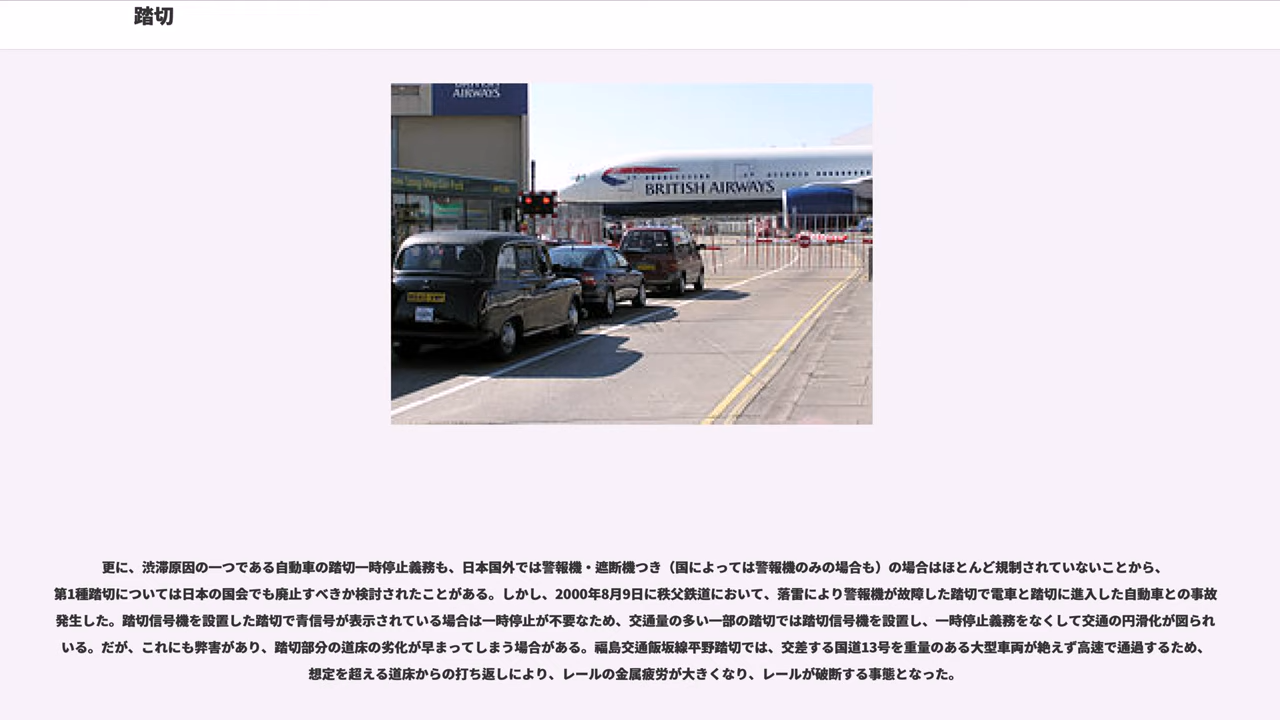 踏切
BRITISH AIRWAYS
AIRWAYS
更に、渋滞原因の一つである自動車の踏切一時停止義務も、日本国外では警報機・遮断機つき（国によっては警報機のみの場合も）の場合はほとんど規制されていないことから、
第1種踏切については日本の国会でも廃止すべきか検討されたことがある。しかし、2000年8月9日に秩父鉄道において、落雷により警報機が故障した踏切で電車と踏切に進入した自動車との事故
発生した。踏切信号機を設置した踏切で青信号が表示されている場合は一時停止が不要なため、交通量の多い一部の踏切では踏切信号機を設置し、一時停止義務をなくして交通の円滑化が図られ
いる。だが、これにも弊害があり、踏切部分の道床の劣化が早まってしまう場合がある。福島交通飯坂線平野踏切では、交差する国道13号を重量のある大型車両が絶えず高速で通過するため、
想定を超える道床からの打ち返しにより、レールの金属疲労が大きくなり、レールが破断する事態となった。